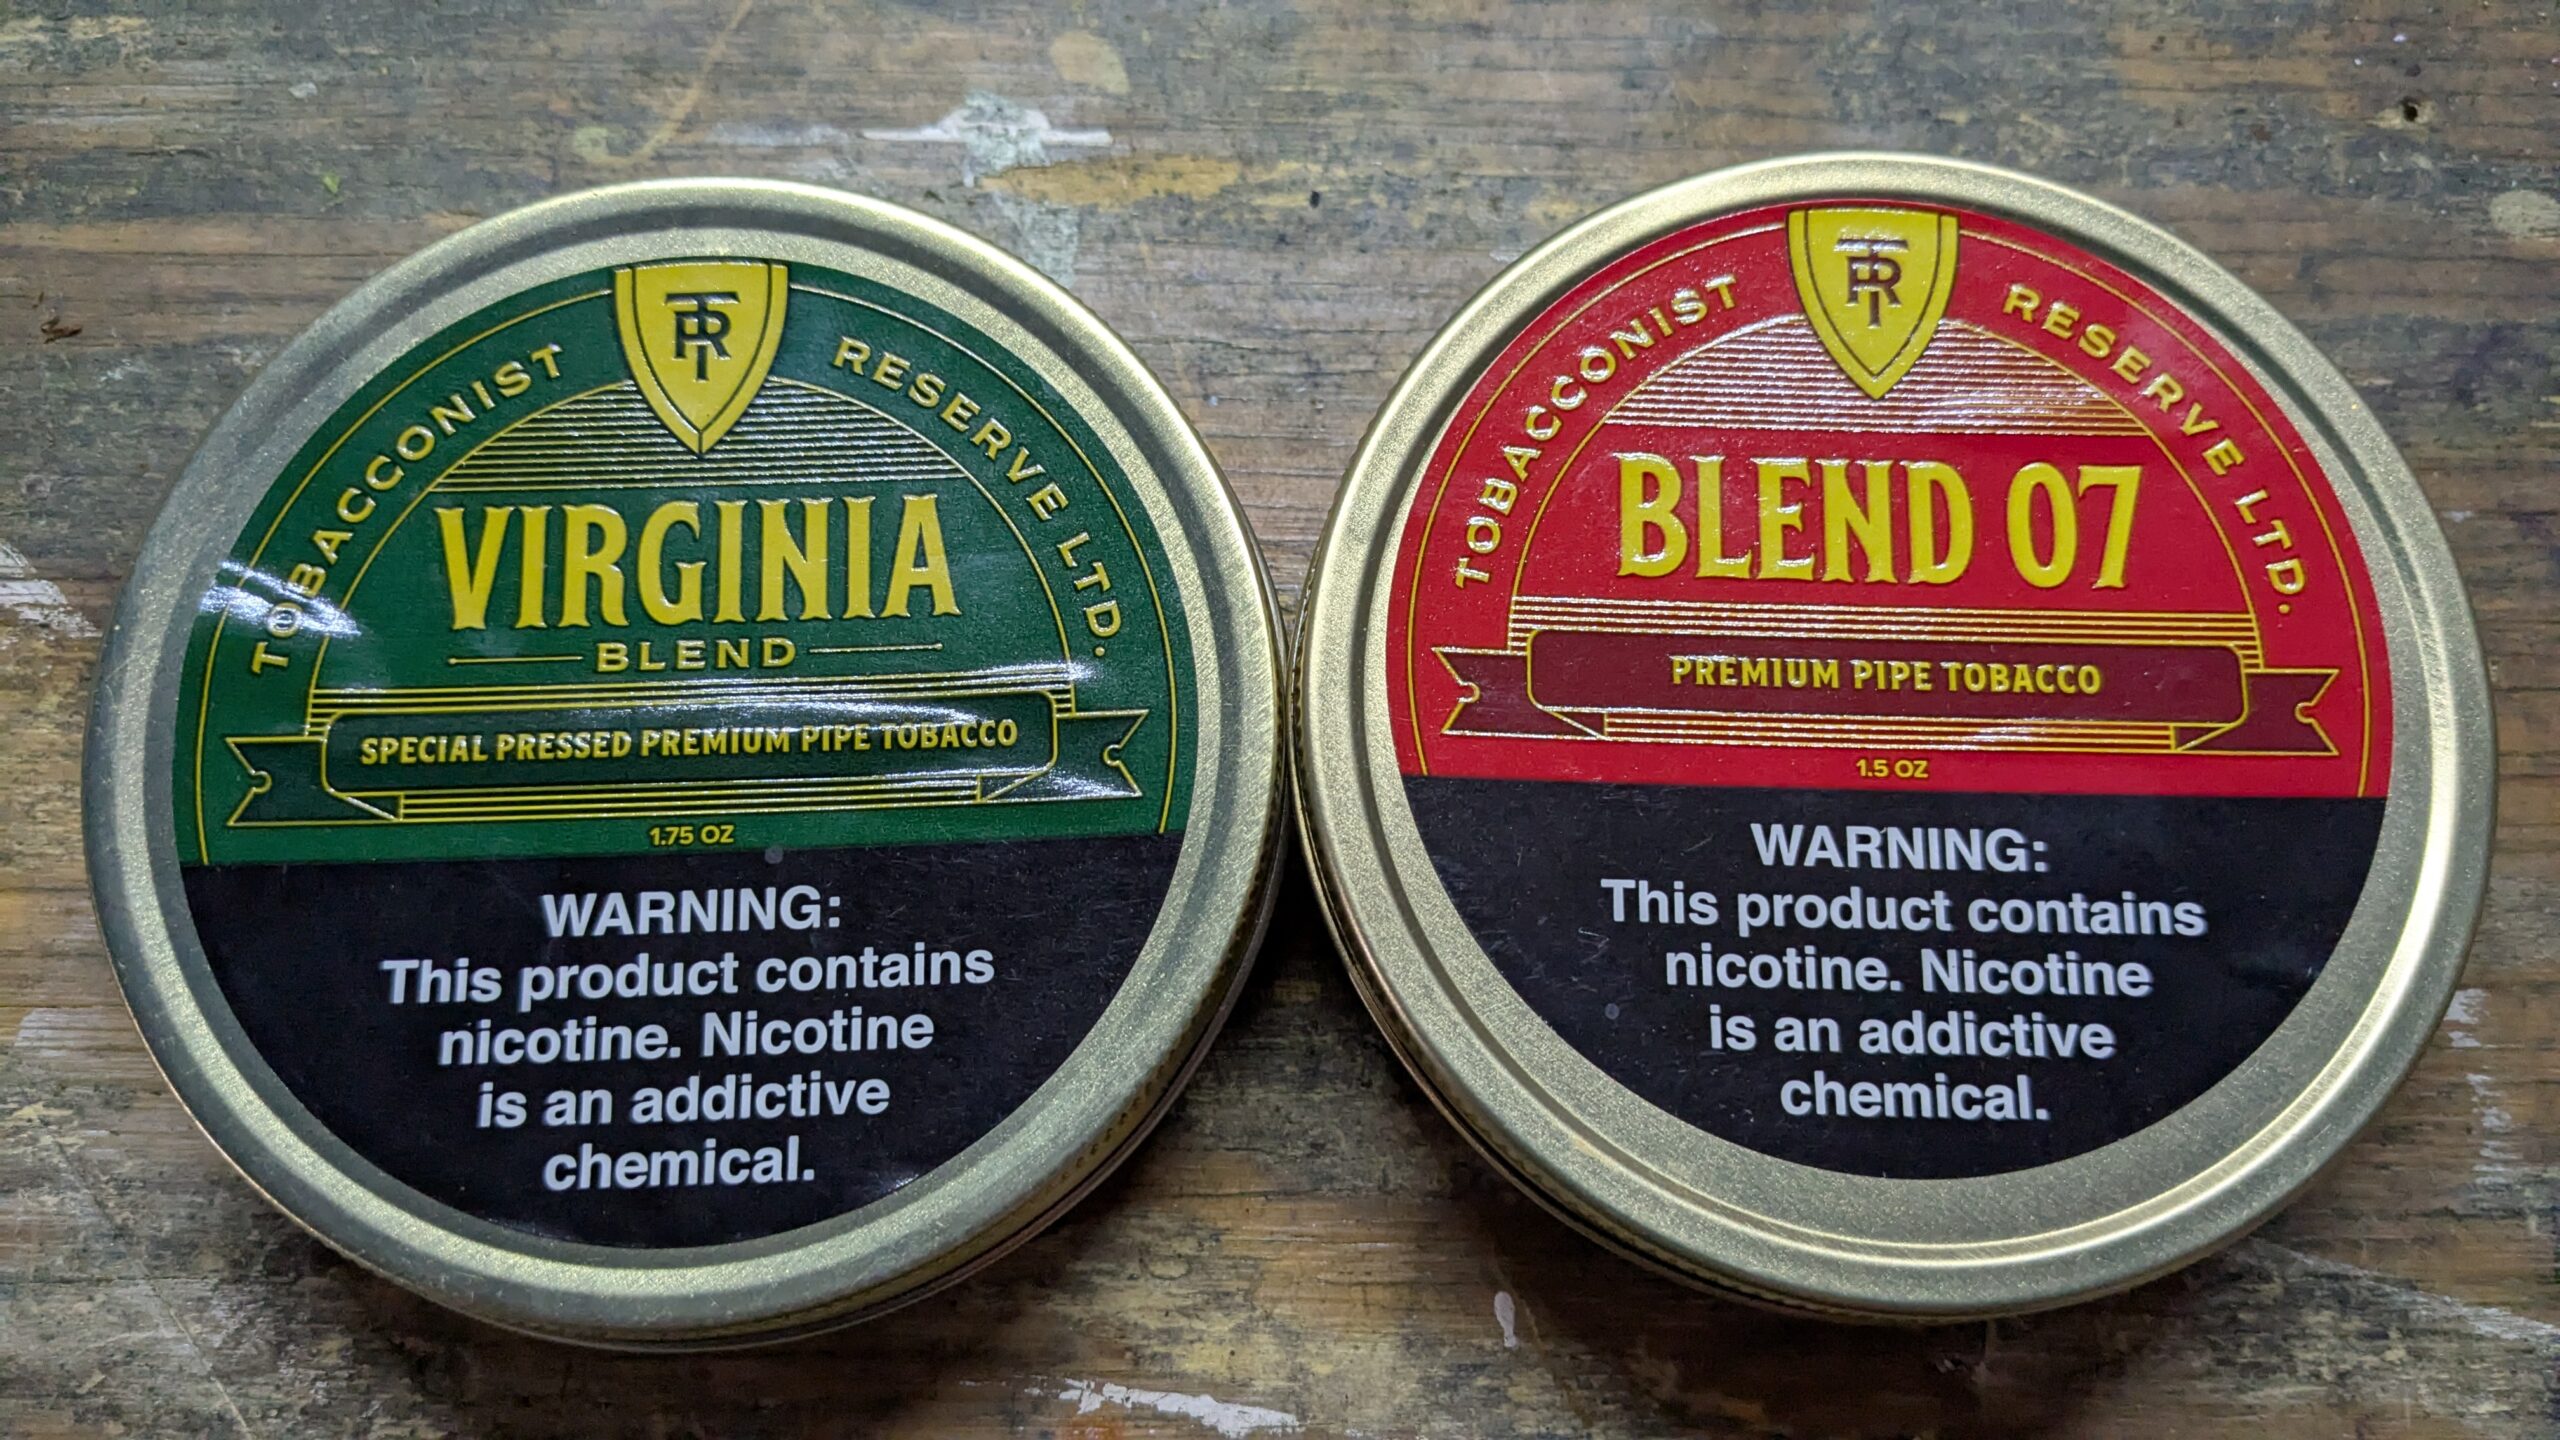 TOBACCONIST RESERVE LTD.
TRI
VIRGINIA
BLEND
SPECIAL PRESSED PREMIUM PIPE TOBACCO
1.75 OZ
WARNING:
This product contains
nicotine. Nicotine
is an addictive
chemical.
TOBACCONIST RESERVE LTD.
TRI
BLEND 07
PREMIUM PIPE TOBACCO
1.5 OZ
WARNING:
This product contains
nicotine. Nicotine
is an addictive
chemical.